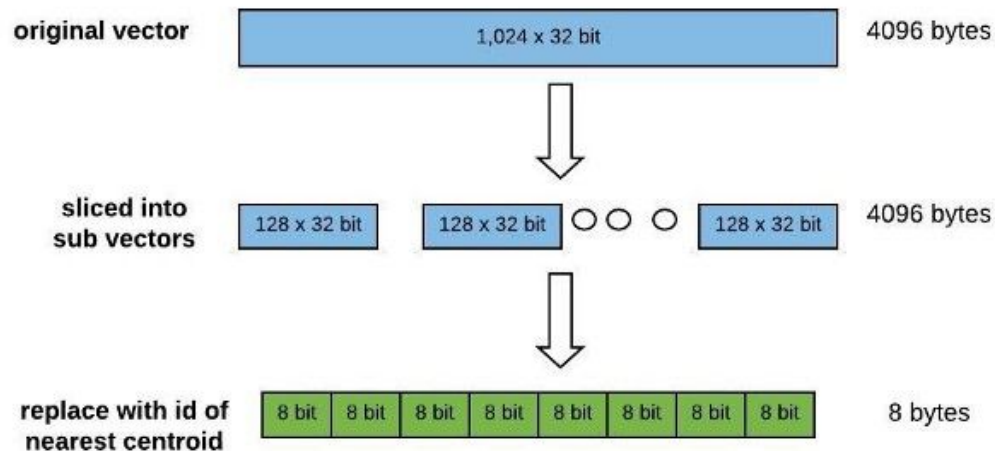 original vector
1,024 x 32 bit
4096 bytes
sliced into
sub vectors
128 x 32 bit
128 x 32 bit
128 x 32 bit
4096 bytes
replace with id of
nearest centroid
8 bit 8 bit 8 bit 8 bit 8 bit 8 bit 8 bit 8 bit
8 bytes